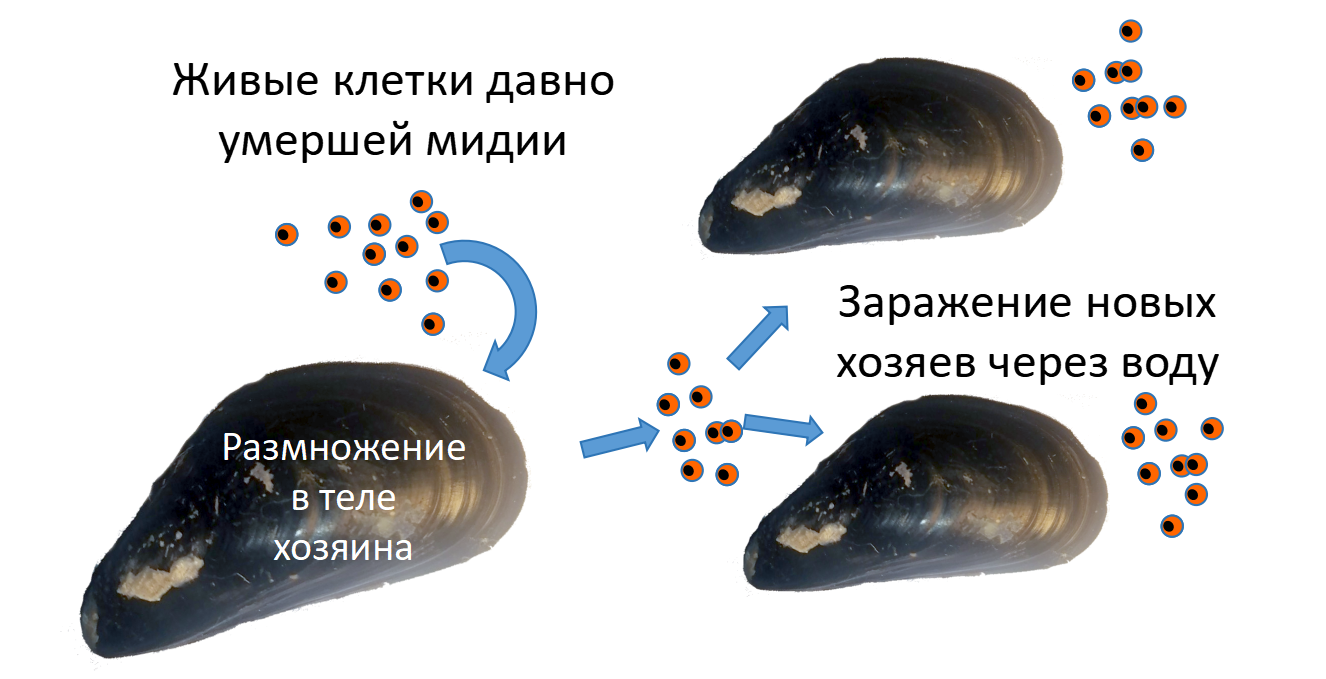 Живые клетки давно
умершей мидии
Размножение
в теле
хозяина
Заражение новых
хозяев через воду